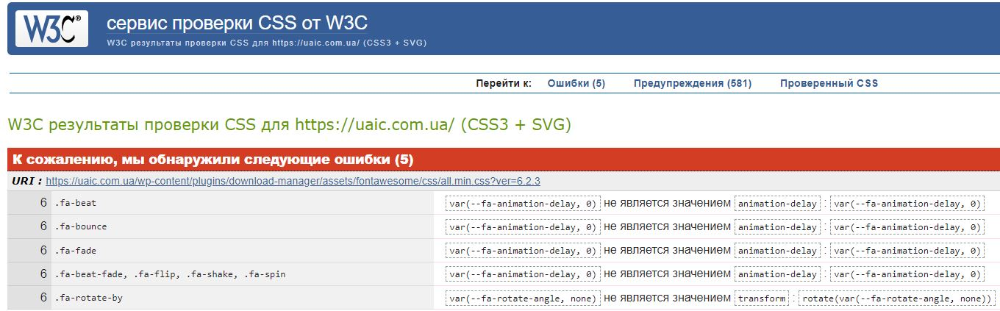 W3C®
сервис проверки CSS от W3C
W3C результаты проверки CSS для https://uaic.com.ua/ (CSS3 + SVG)
Перейти к: Ошибки (5) Предупреждения (581) Проверенный CSS
W3C результаты проверки CSS для https://uaic.com.ua/ (CSS3 + SVG)
К сожалению, мы обнаружили следующие ошибки (5)
URI : https://uaic.com.ua/wp-content/plugins/download-manager/assets/fontawesome/css/all.min.css?ver=6.2.3
6 .fa-beat var(--fa-animation-delay, 0) не является значением animation-delay : var(--fa-animation-delay, 0)
6 .fa-bounce var(--fa-animation-delay, 0) не является значением animation-delay : var(--fa-animation-delay, 0)
6 .fa-fade var(--fa-animation-delay, 0) не является значением animation-delay : var(--fa-animation-delay, 0)
6 .fa-beat-fade, .fa-flip, .fa-shake, .fa-spin var(--fa-animation-delay, 0) не является значением animation-delay : var(--fa-animation-delay, 0)
6 .fa-rotate-by var(--fa-rotate-angle, none) не является значением transform : rotate(var(--fa-rotate-angle, none))